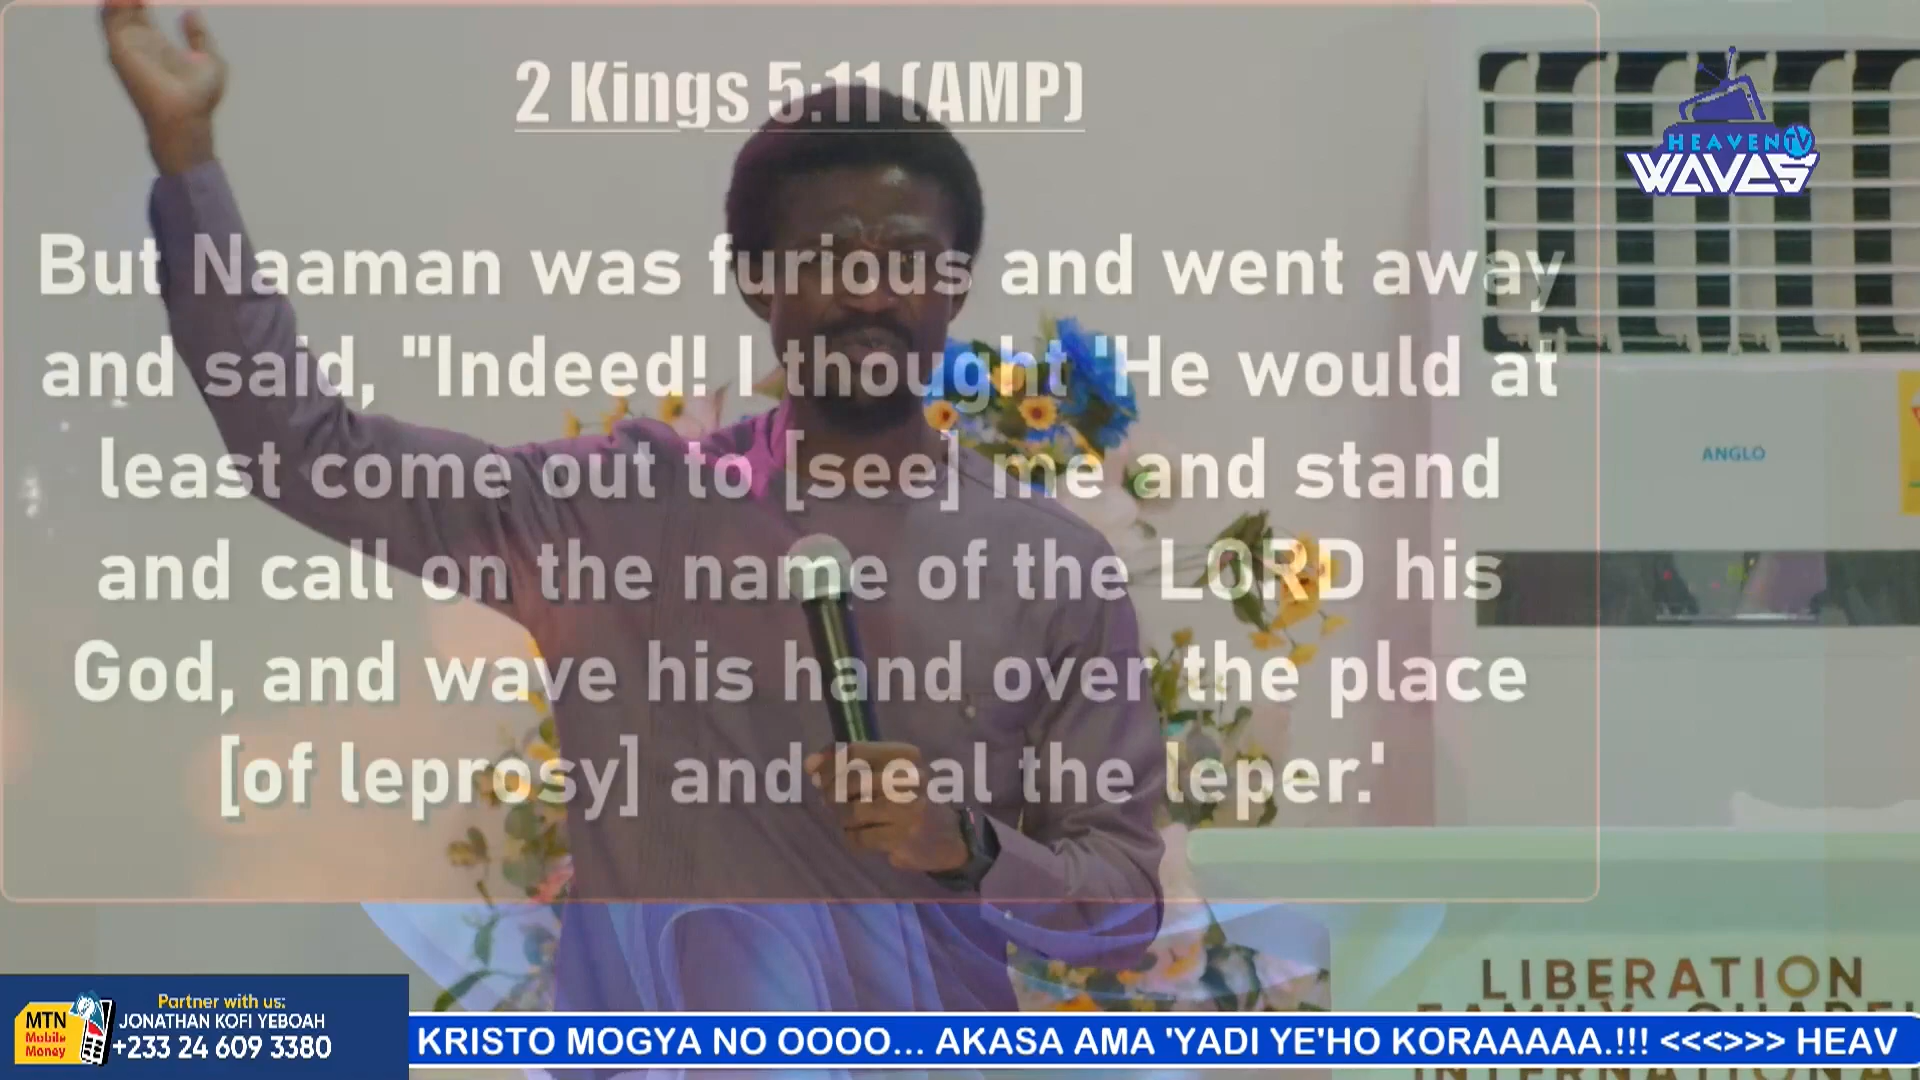 2 Kings 5:11 (AMP)
But Naaman was furious and went away
and said, "Indeed! I thought 'He would at
least come out to [see] me and stand
and call on the name of the LORD his
God, and wave his hand over the place
[of leprosy] and heal the leper.'
HEAVEN TV
WAVES
ANGLO
LIBERATION
FAMILY CHAPEL
INTERNATIONAL
MTN
Mobile
Money
Partner with us:
JONATHAN KOFI YEBOAH
+233 24 609 3380
KRISTO MOGYA NO OOOO... AKASA AMA 'YADI YE'HO KORAAAAA.!!! <<<>>> HEAV